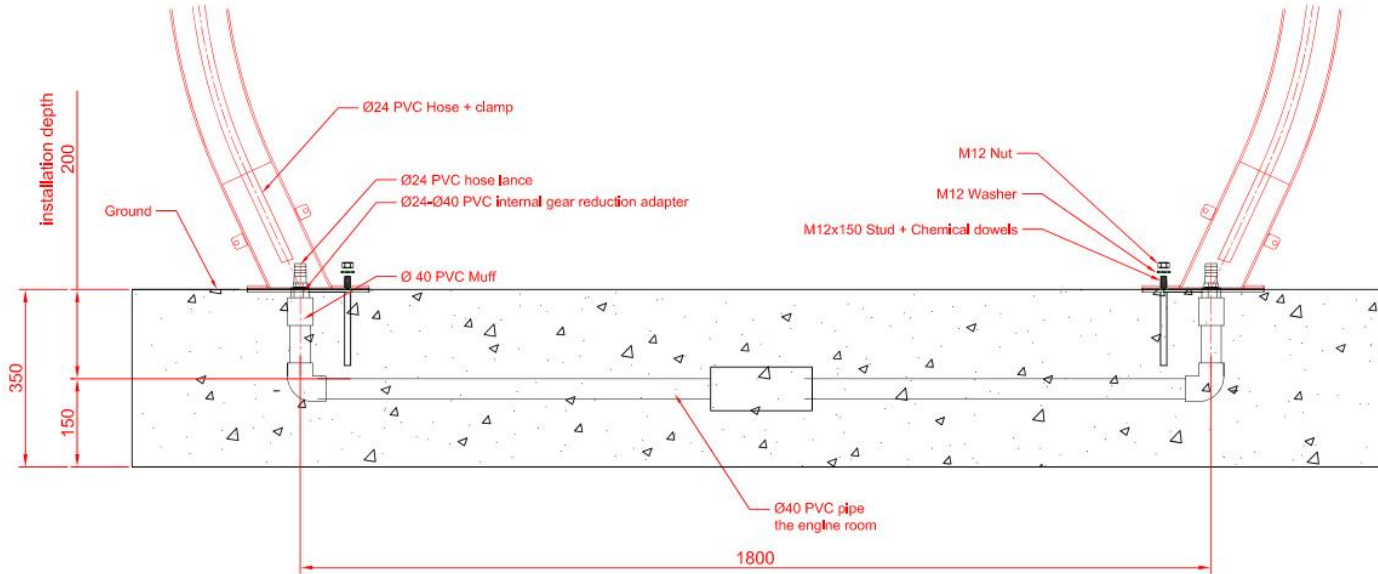 Ø24 PVC Hose + clamp
installation depth
200
M12 Nut
Ø24 PVC hose lance
M12 Washer
Ø24-Ø40 PVC internal gear reduction adapter
Ground
M12x150 Stud + Chemical dowels
Ø 40 PVC Muff
350
150
Ø40 PVC pipe
the engine room
1800